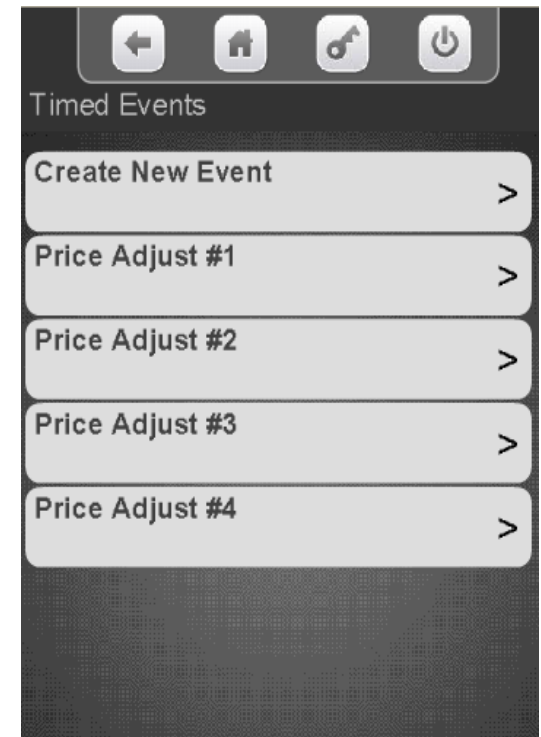 Timed Events
Create New Event
>
Price Adjust #1
>
Price Adjust #2
>
Price Adjust #3
>
Price Adjust #4
>